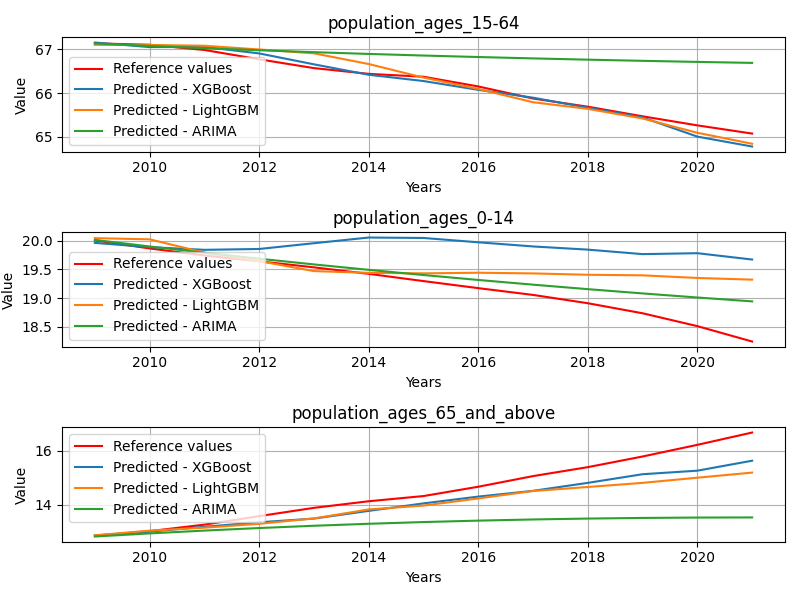 population_ages_15-64
67
66
65
Value
Reference values
Predicted - XGBoost
Predicted - LightGBM
Predicted - ARIMA
2010 2012 2014 2016 2018 2020
Years
population_ages_0-14
20.0
19.5
19.0
18.5
Value
Reference values
Predicted - XGBoost
Predicted - LightGBM
Predicted - ARIMA
2010 2012 2014 2016 2018 2020
Years
population_ages_65_and_above
16
14
Value
Reference values
Predicted - XGBoost
Predicted - LightGBM
Predicted - ARIMA
2010 2012 2014 2016 2018 2020
Years